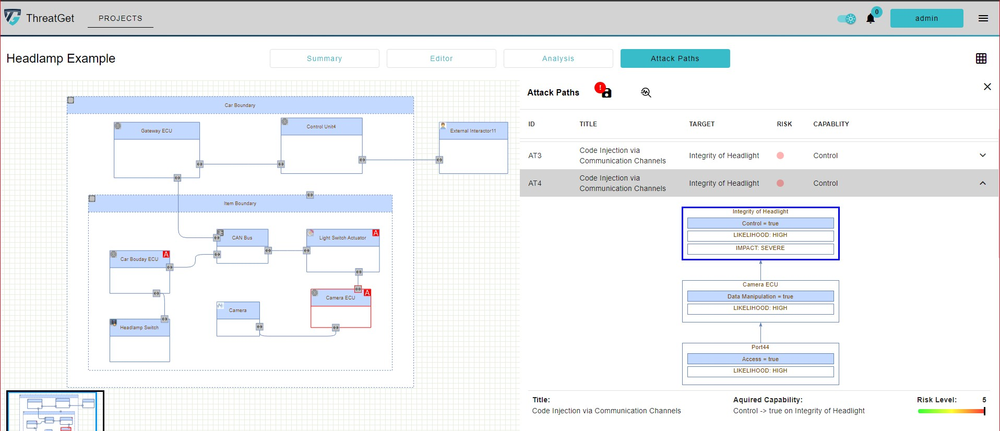 ThreatGet
PROJECTS
0
admin
Headlamp Example
Summary
Editor
Analysis
Attack Paths
Car Boundary
Gateway ECU
Control Unit4
External Interactor11
Item Boundary
CAN Bus
Light Switch Actuator
A
Car Bouday ECU
A
Camera ECU
A
Camera
Headlamp Switch
Attack Paths
!
ID TITLE TARGET RISK CAPABLITY
AT3
Code Injection via
Communication Channels
Integrity of Headlight
Control
AT4
Code Injection via
Communication Channels
Integrity of Headlight
Control
Integrity of Headlight
Control = true
LIKELIHOOD: HIGH
IMPACT: SEVERE
Camera ECU
Data Manipulation = true
LIKELIHOOD: HIGH
Port44
Access = true
LIKELIHOOD: HIGH
Title:
Code Injection via Communication Channels
Aquired Capability:
Control -> true on Integrity of Headlight
Risk Level: 5